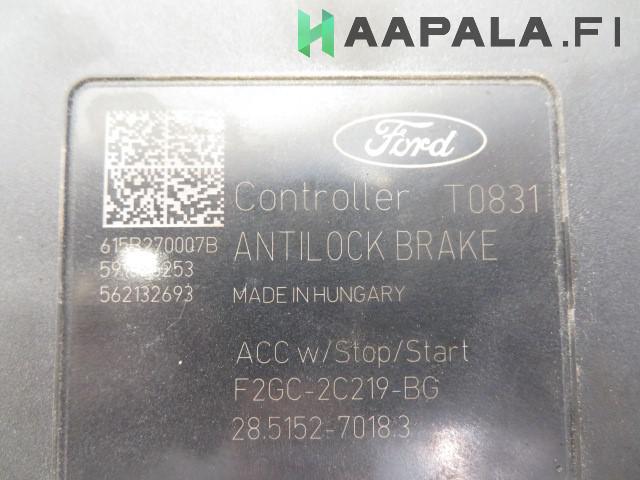 HAAPALA.FI
Ford
Controller T0831
615B270007B
ANTILOCK BRAKE
562132693
MADE IN HUNGARY
ACC w/Stop/Start
F2GC-2C219-BG
28.5152-7018.3